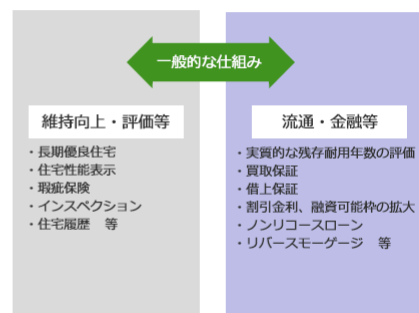 一般的な仕組み
維持向上・評価等
・長期優良住宅
・住宅性能表示
・瑕疵保険
・インスペクション
・住宅履歴　等
流通・金融等
・実質的な残存耐用年数の評価
・買取保証
・借上保証
・割引金利、融資可能枠の拡大
・ノンリコースローン
・リバースモーゲージ　等